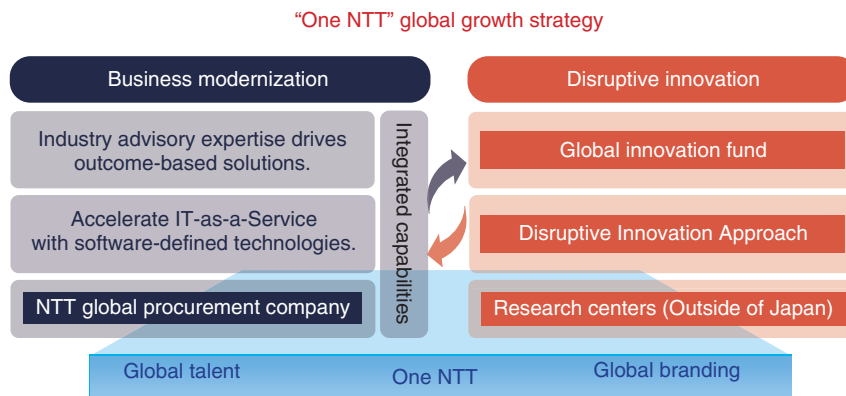 “One NTT” global growth strategy
Business modernization
Industry advisory expertise drives
outcome-based solutions.
Accelerate IT-as-a-Service
with software-defined technologies.
NTT global procurement company
Integrated capabilities
Disruptive innovation
Global innovation fund
Disruptive Innovation Approach
Research centers (Outside of Japan)
Global talent
One NTT
Global branding